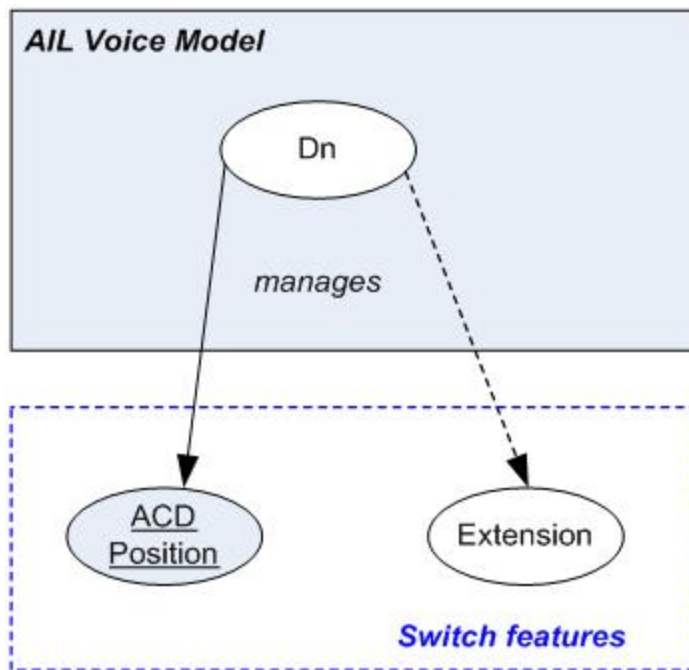 AIL Voice Model
Dn
manages
ACD
Position
Extension
Switch features